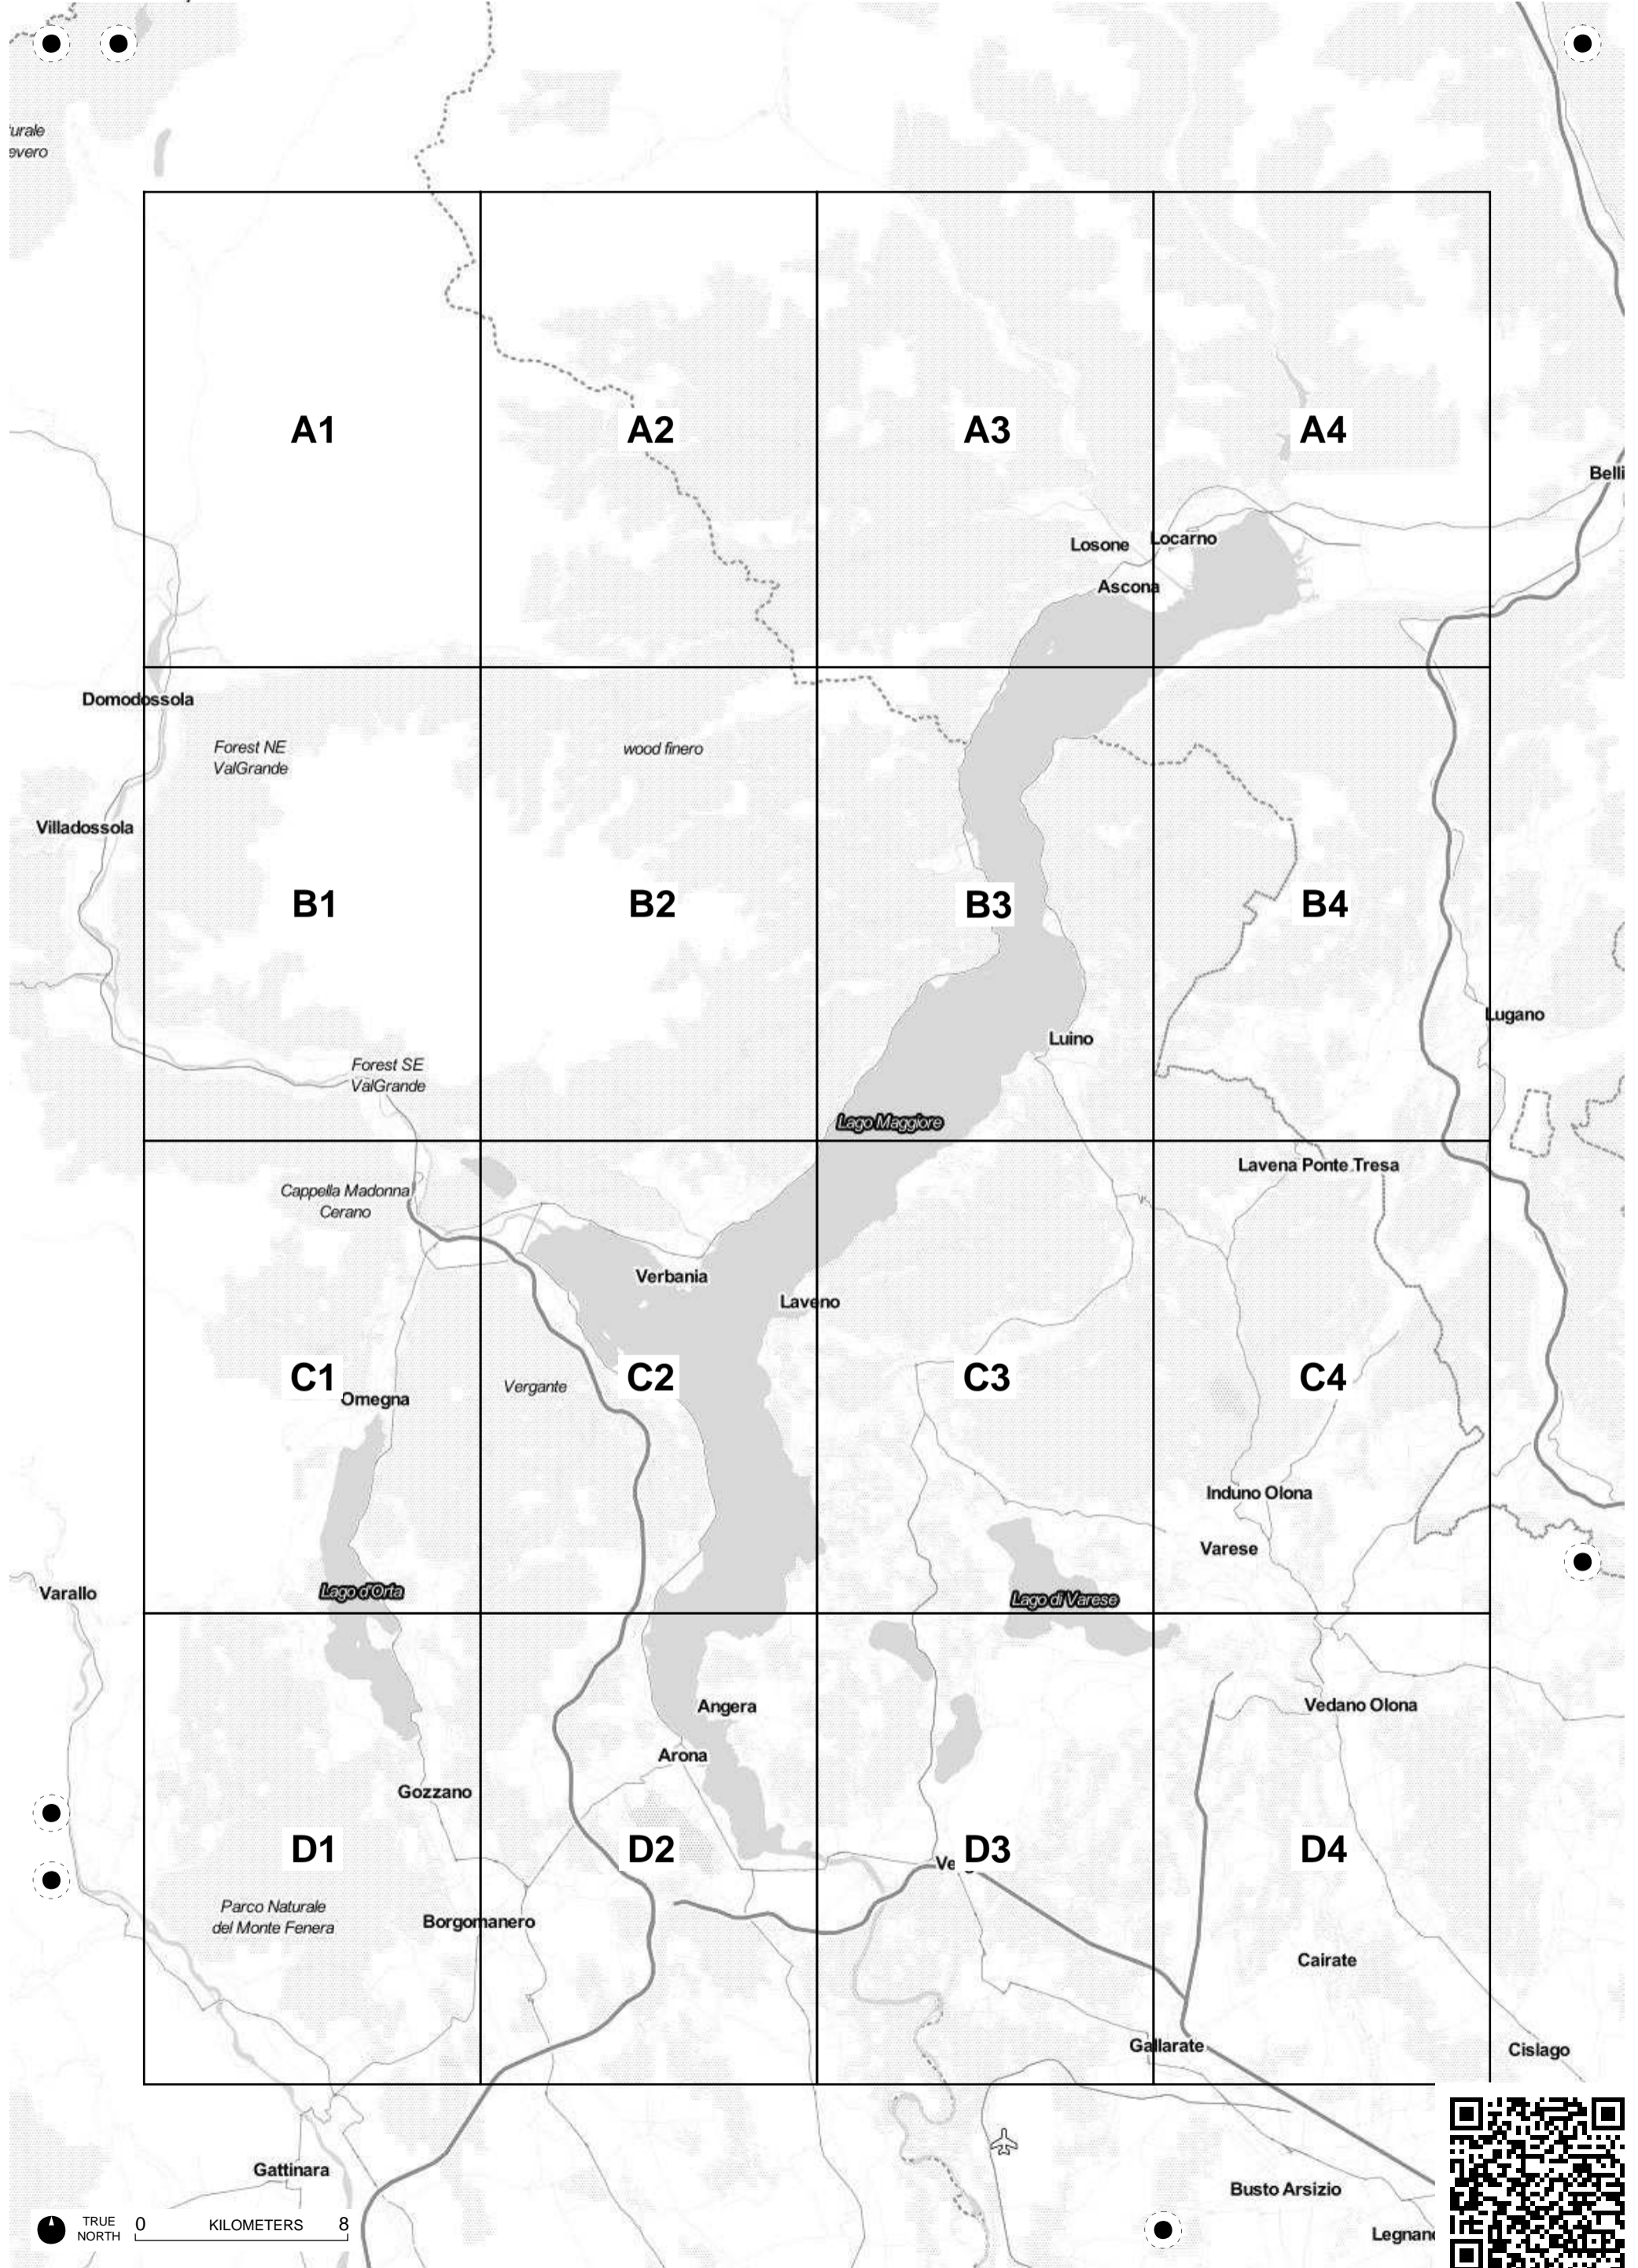 urale
evero
A1
A2
A3
A4
Belli
Losone
Locarno
Ascona
Domodossola
Forest NE
ValGrande
wood finero
Villadossola
B1
B2
B3
B4
Lugano
Luino
Forest SE
ValGrande
Lago Maggiore
Lavena Ponte Tresa
Cappella Madonna
Cerano
Verbania
Laveno
C1
C2
C3
C4
Omegna
Vergante
Induno Olona
Varese
Varallo
Lago d'Orta
Lago di Varese
Angera
Vedano Olona
Arona
Gozzano
D1
D2
D3
D4
Parco Naturale
del Monte Fenera
Borgomanero
Cairate
Gallarate
Cislago
Gattinara
Busto Arsizio
TRUE
NORTH
0 KILOMETERS 8
Legnan